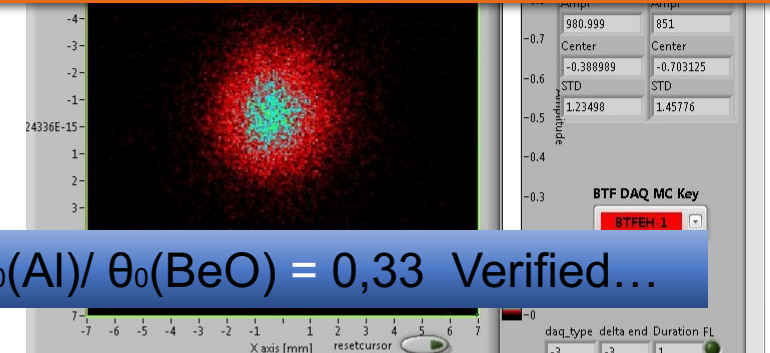 -4-
-3-
-2-
-1-
24336E-15-
1-
2-
3-
7-
-7 -6 -5 -4 -3 -2 -1 1 2 3 4 5 6 7
X axis [mm] resetcursor
-0.7
-0.6
-0.5
-0.4
-0.3
-0
Amplitude
Ampl Ampl
980.999 851
Center Center
-0.388989 -0.703125
STD STD
1.23498 1.45776
BTF DAQ MC Key
BTFEH 1
(Al)/ θ₀(BeO) = 0,33 Verified…
daq_type delta end Duration FL
-3 -3 1